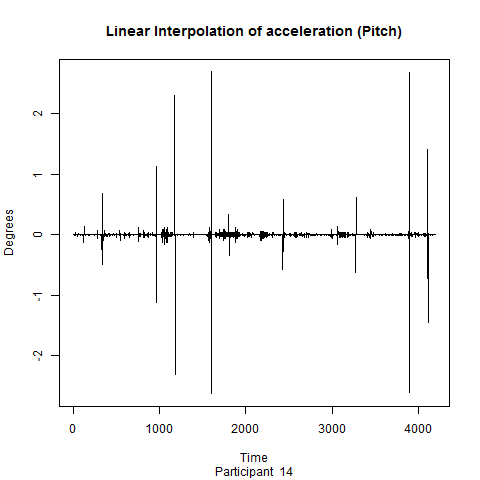 Linear Interpolation of acceleration (Pitch)
Degrees
2
1
0
-1
-2
0 1000 2000 3000 4000
Time
Participant 14